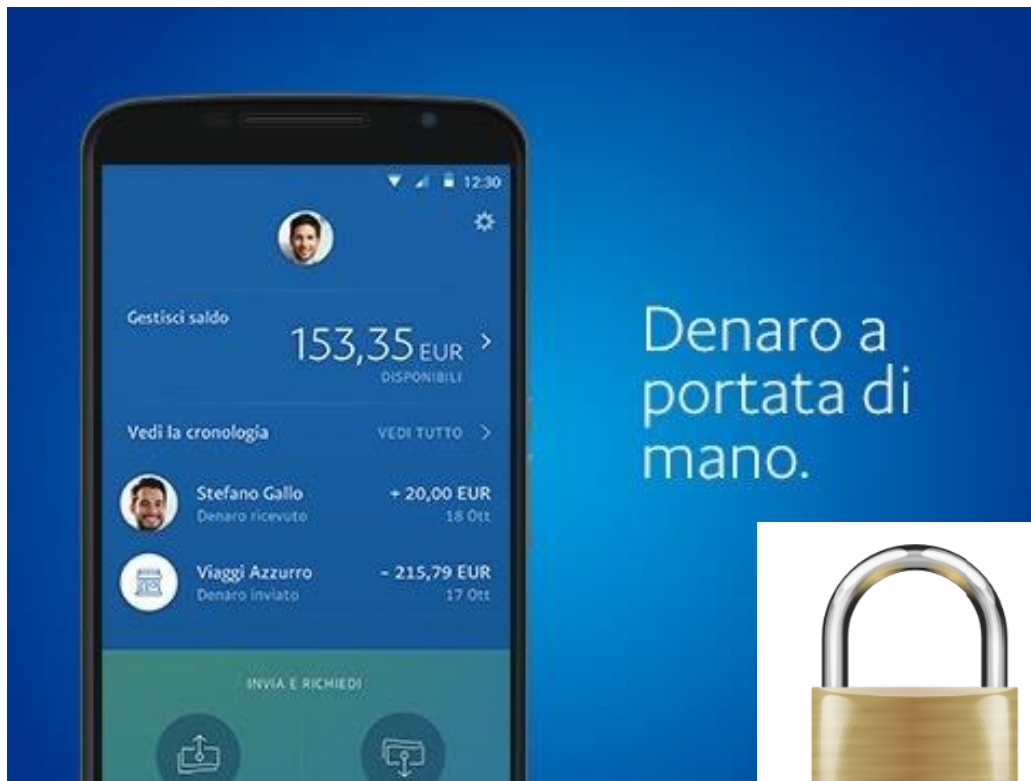 12:30
Gestisci saldo
153,35 EUR
DISPONIBILI
Vedi la cronologia VEDI TUTTO
Stefano Gallo + 20,00 EUR
Denaro ricevuto 18 Ott
Viaggi Azzurro - 215,79 EUR
Denaro inviato 17 Ott
INVIA E RICHIEDI
Denaro a
portata di
mano.